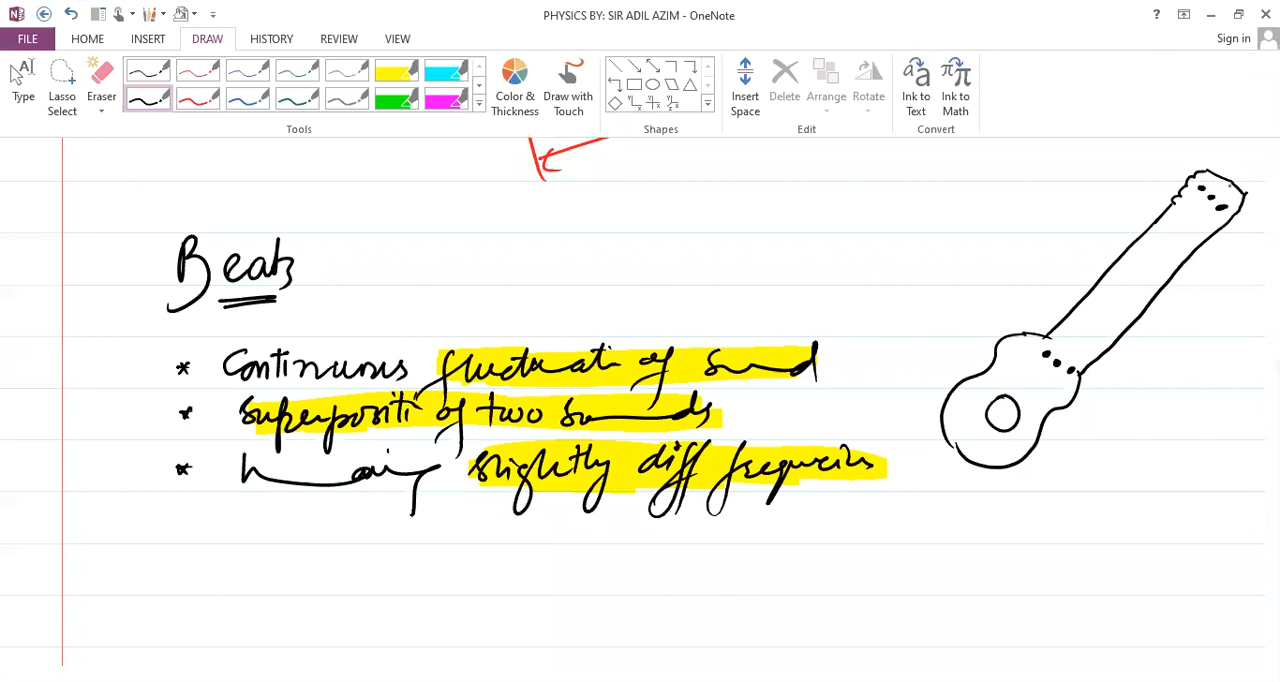 PHYSICS BY: SIR ADIL AZIM - OneNote
?
Sign in
FILE HOME INSERT DRAW HISTORY REVIEW VIEW
Type
Lasso Select
Eraser
Color & Thickness
Draw with Touch
Insert Space
Delete
Arrange
Rotate
Ink to Text
Ink to Math
Tools
Shapes
Edit
Convert
Beats
* Continuous fluctuati of sound
* superpositi of two sounds
* having slightly diff frequencies